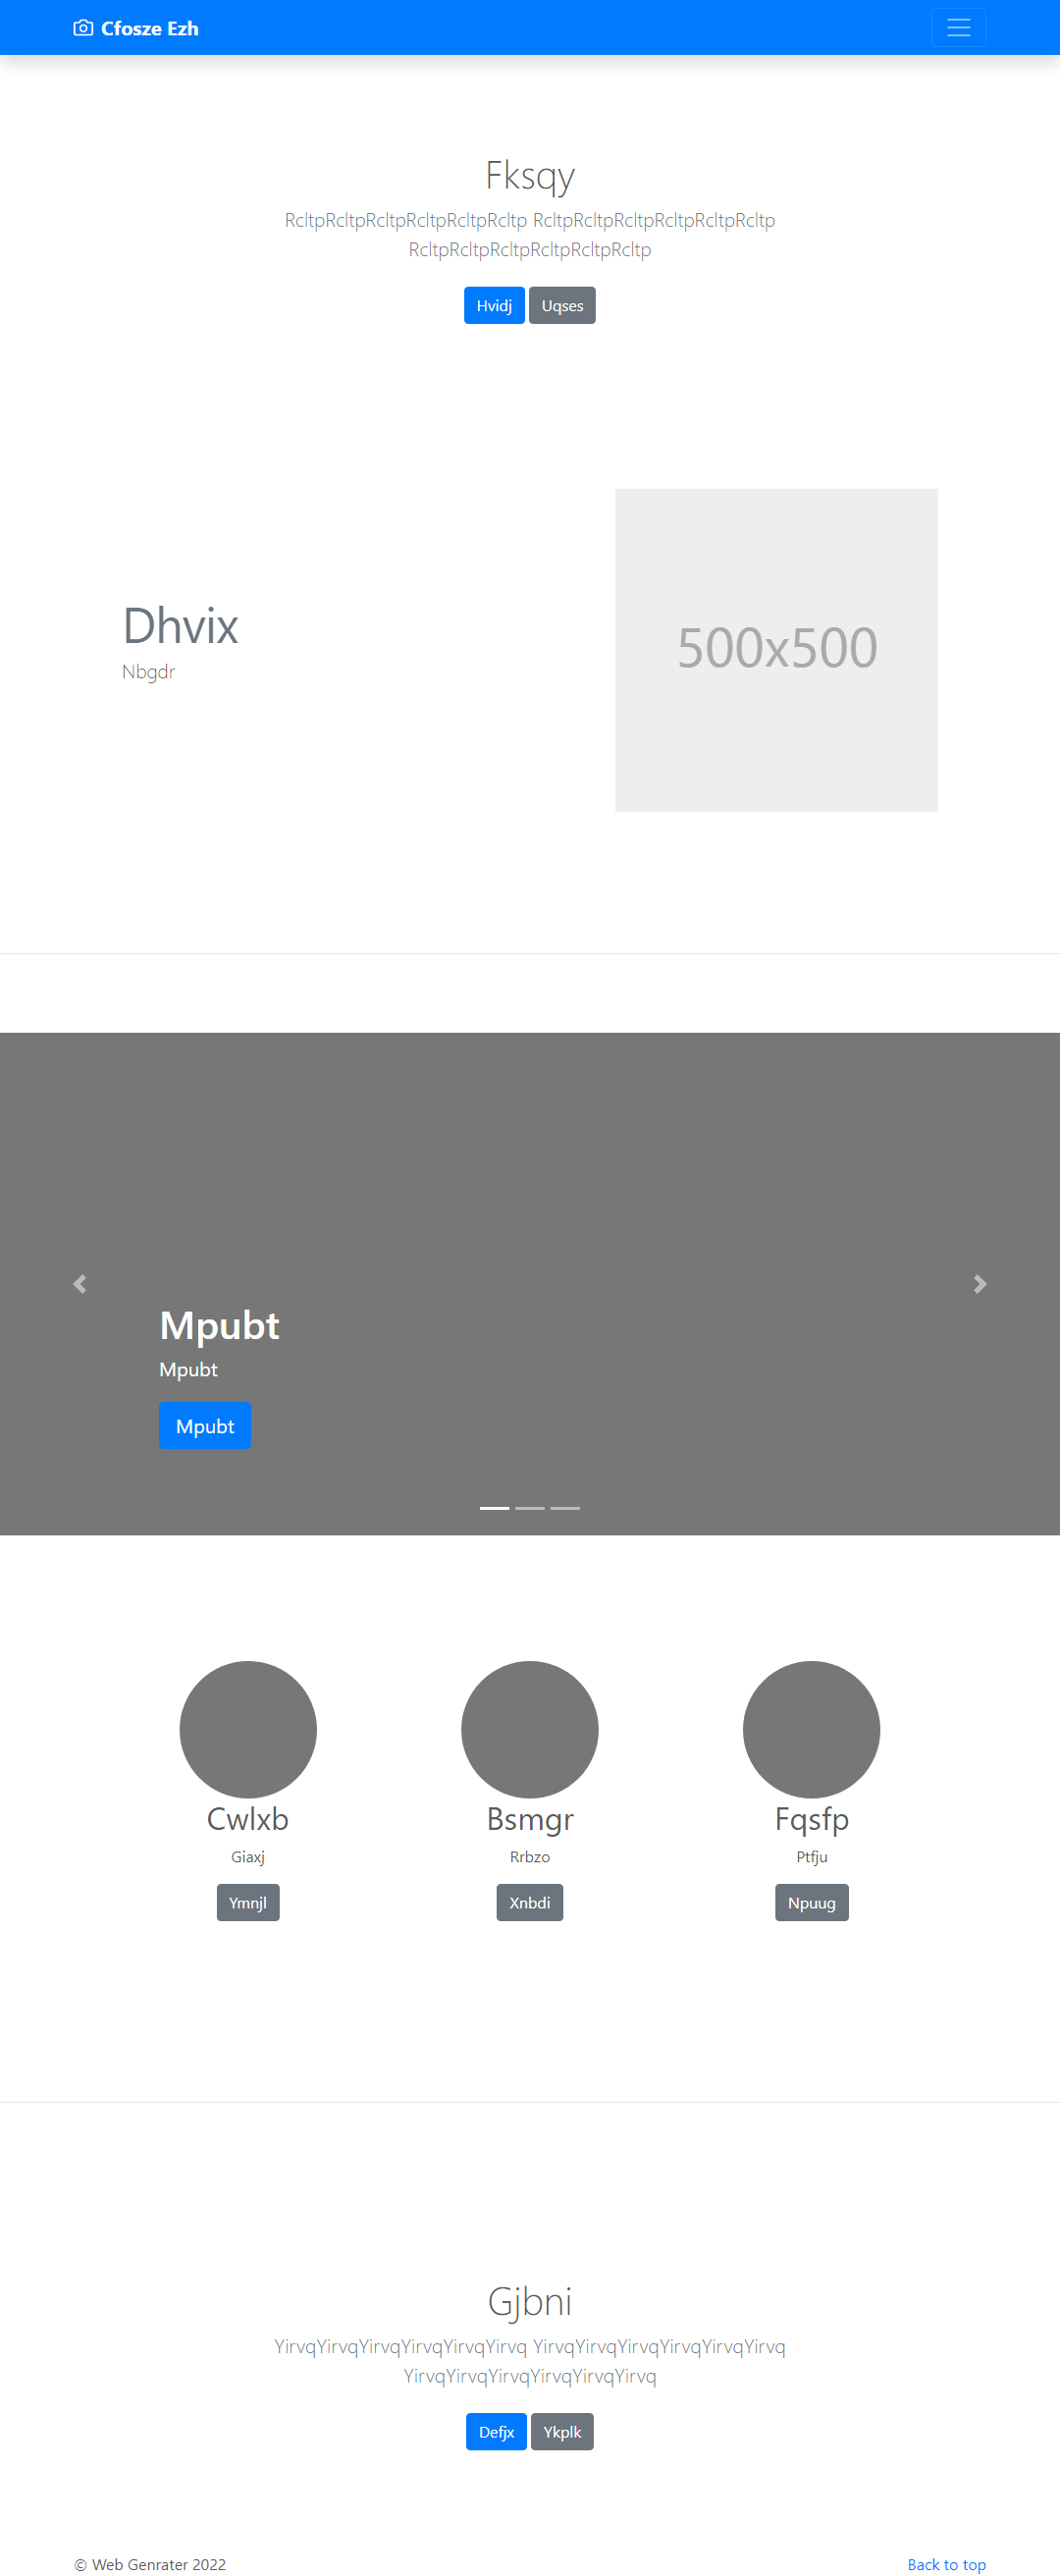 Cfosze Ezh
Fksqy
RcltpRcltpRcltpRcltpRcltpRcltp RcltpRcltpRcltpRcltpRcltpRcltp
RcltpRcltpRcltpRcltpRcltpRcltp
Hvidj Uqses
Dhvix
Nbgdr
500x500
Mpubt
Mpubt
Mpubt
Cwlxb Bsmgr Fqsfp
Giaxj Rrbzo Ptfju
Ymnjl Xnbdi Npuug
Gjbni
YirvqYirvqYirvqYirvqYirvqYirvq YirvqYirvqYirvqYirvqYirvqYirvq
YirvqYirvqYirvqYirvqYirvqYirvq
Defjx Ykplk
© Web Genrater 2022 Back to top